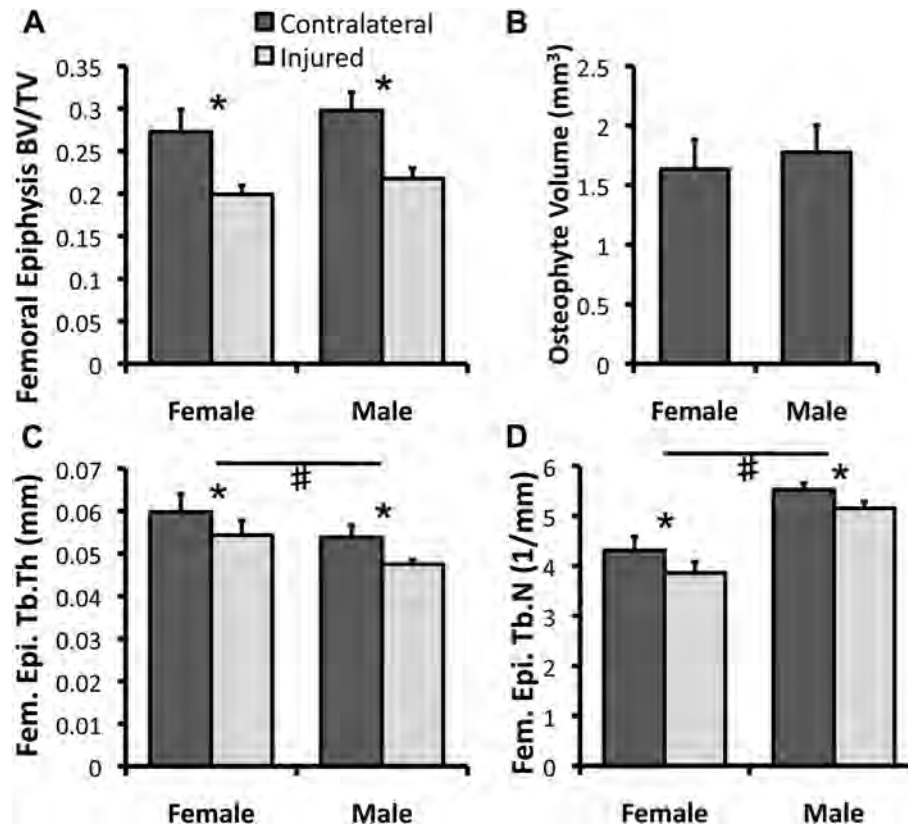 A
Contralateral
Injured
Femoral Epiphysis BV/TV
0.35
0.3
0.25
0.2
0.15
0.1
0.05
0
*
*
Female
Male
B
Osteophyte Volume (mm³)
2.5
2
1.5
1
0.5
0
Female
Male
C
Fem. Epi. Tb.Th (mm)
0.07
0.06
0.05
0.04
0.03
0.02
0.01
0
*
#
*
Female
Male
D
Fem. Epi. Tb.N (1/mm)
6
5
4
3
2
1
0
*
#
*
Female
Male